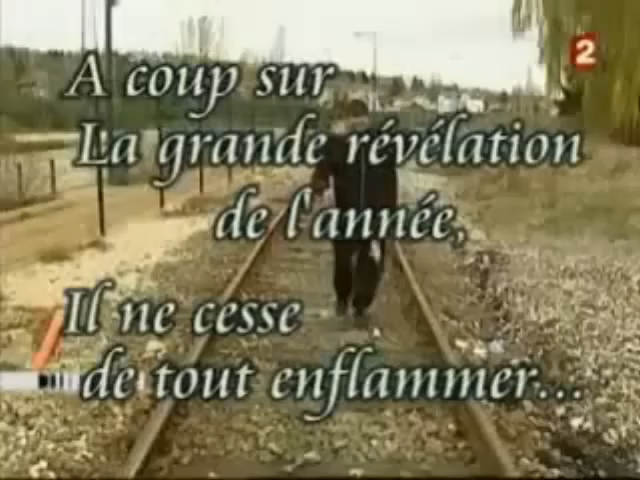 A coup sur
La grande révélation
de l'année,
Il ne cesse
de tout enflammer...
2